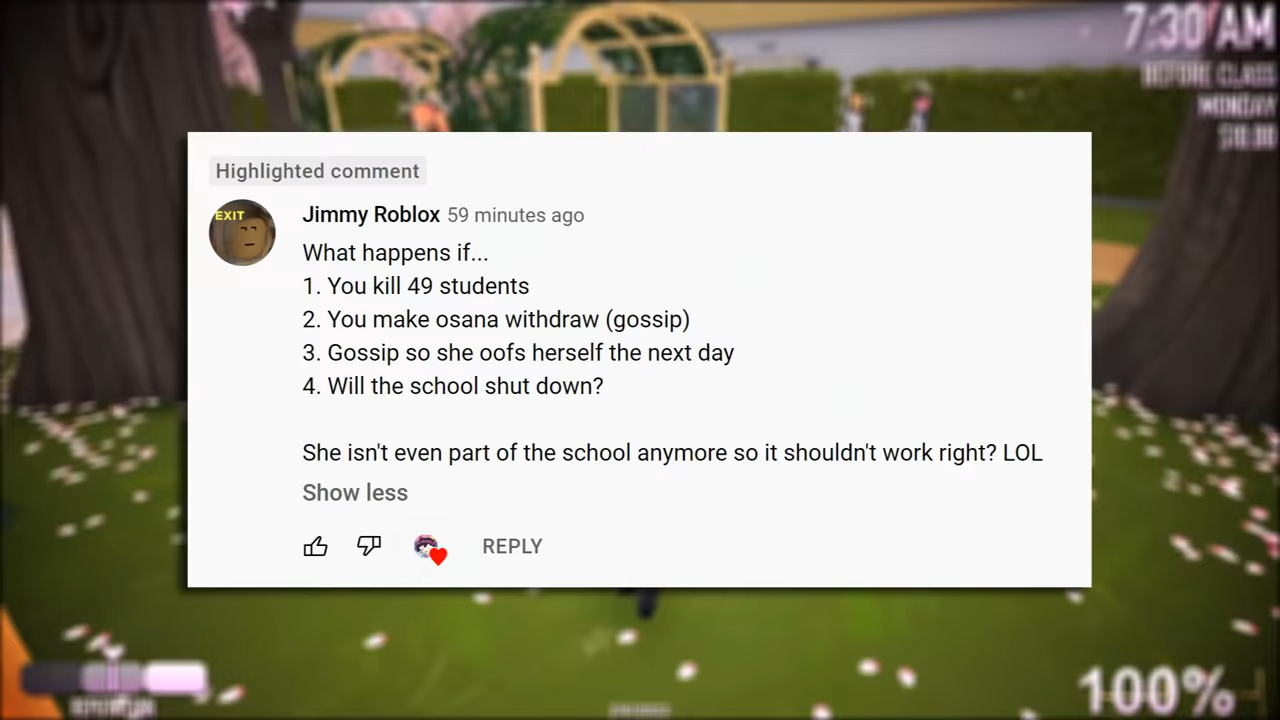 7:30 AM
BEFORE CLASS
MONDAY
Highlighted comment
EXIT
Jimmy Roblox 59 minutes ago
What happens if...
1. You kill 49 students
2. You make osana withdraw (gossip)
3. Gossip so she oofs herself the next day
4. Will the school shut down?
She isn't even part of the school anymore so it shouldn't work right? LOL
Show less
REPLY
REPUTATION
100%